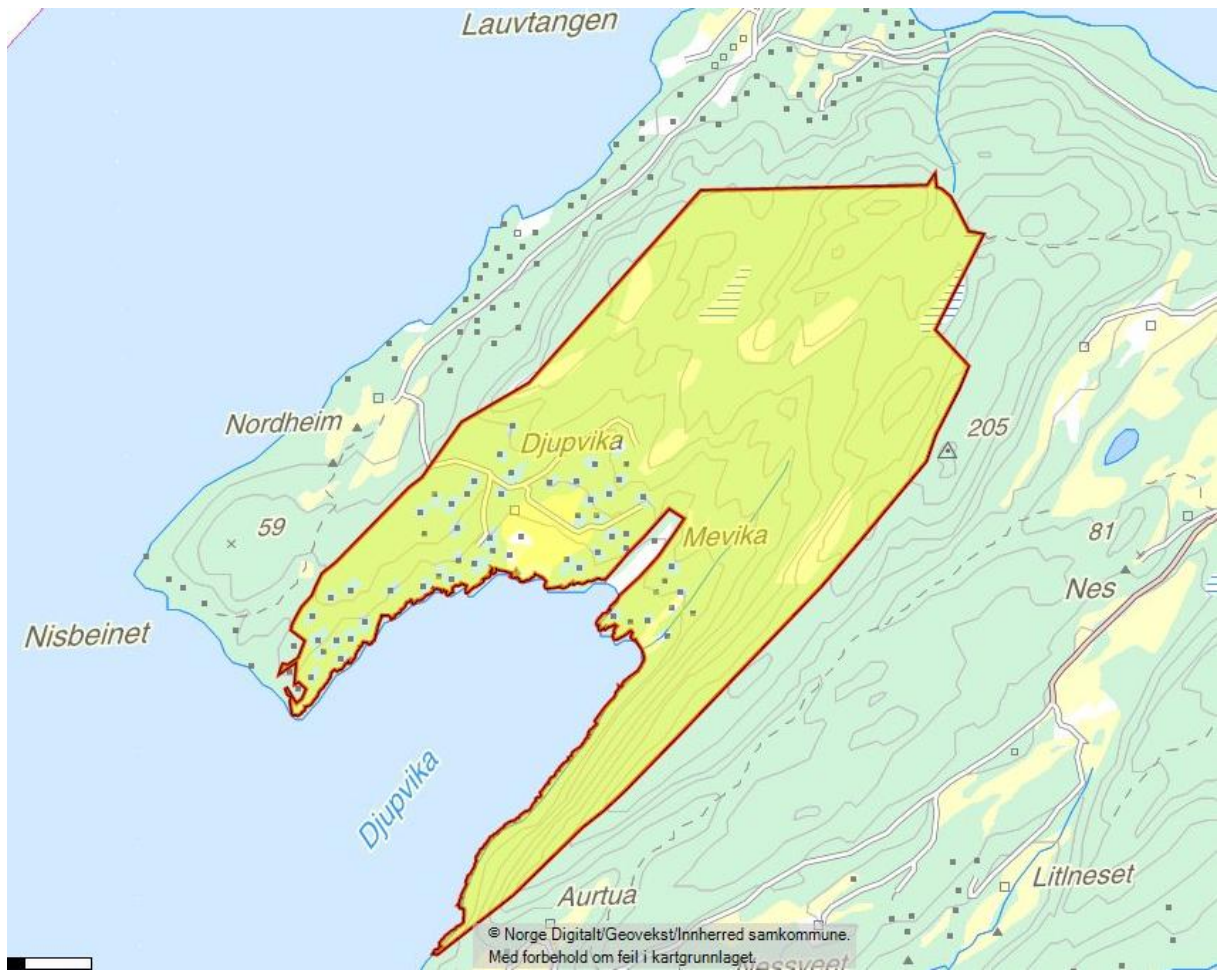 Lauvtangen
Nordheim
Djupvika
205
59
Mevika
81
Nes
Nisbeinet
Djupvika
Litlneset
Aurtua
© Norge Digitalt/Geovekst/Innherred samkommune.
Med forbehold om feil i kartgrunnlaget.
Nessveet